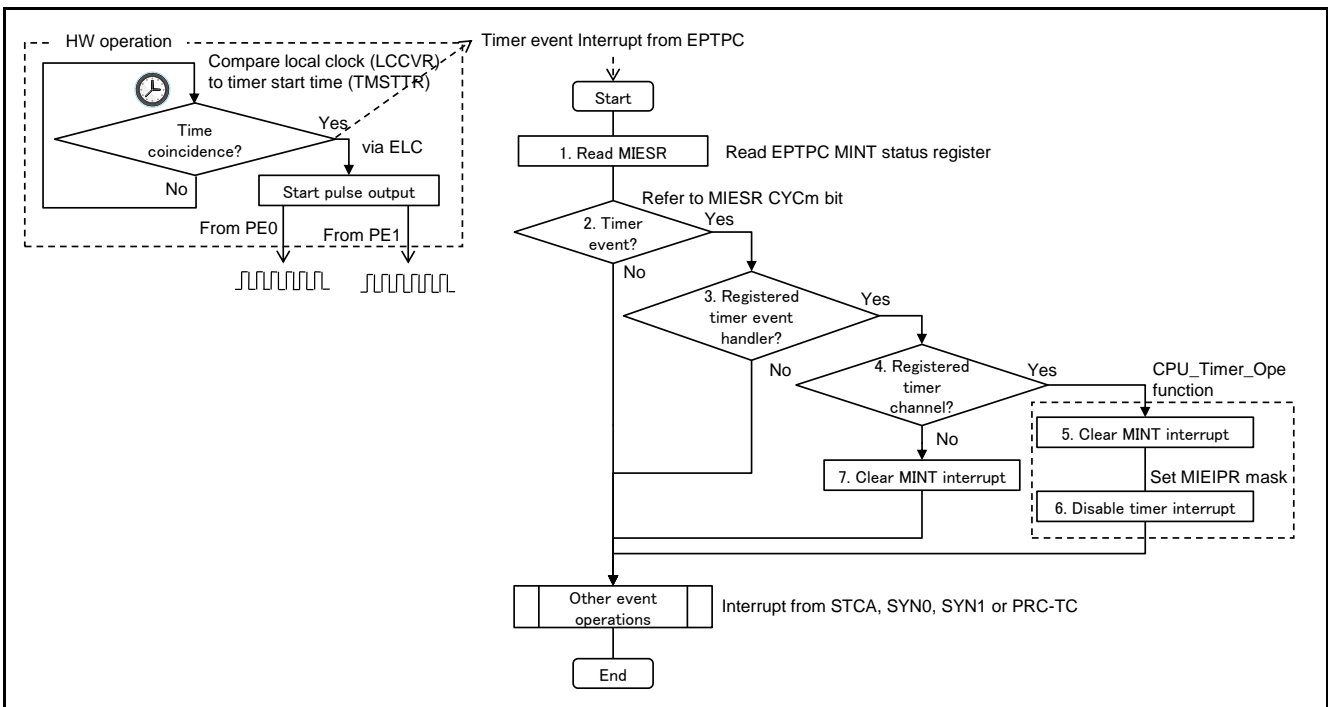 HW operation
Compare local clock (LCCVR)
to timer start time (TMSTTR)
Time
coincidence?
Yes
via ELC
No
Start pulse output
From PE0
From PE1
Timer event Interrupt from EPTPC
Start
1. Read MIESR
Read EPTPC MINT status register
Refer to MIESR CYCm bit
2. Timer
event?
Yes
No
3. Registered
timer event
handler?
Yes
No
4. Registered
timer
channel?
Yes
No
CPU_Timer_Ope
function
5. Clear MINT interrupt
Set MIEIPR mask
6. Disable timer interrupt
7. Clear MINT interrupt
Other event
operations
Interrupt from STCA, SYN0, SYN1 or PRC-TC
End